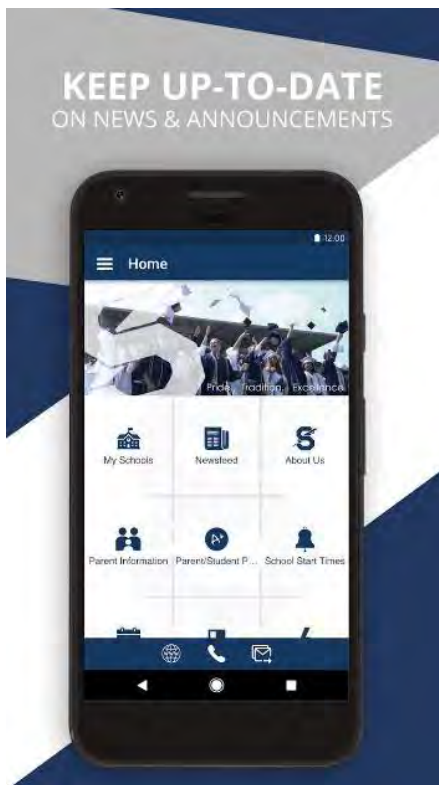 KEEP UP-TO-DATE
ON NEWS & ANNOUNCEMENTS
12:00
Home
Pride Tradition Excellence
My Schools
Newsfeed
About Us
Parent Information
Parent/Student P...
School Start Times